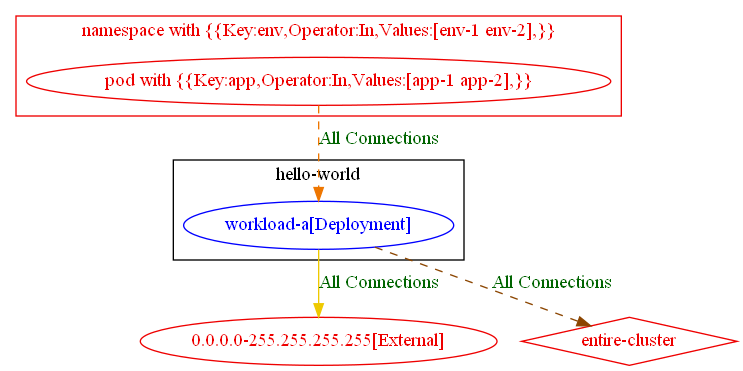 namespace with {{Key:env,Operator:In,Values:[env-1 env-2],}}
pod with {{Key:app,Operator:In,Values:[app-1 app-2],}}
All Connections
hello-world
workload-a[Deployment]
All Connections
All Connections
0.0.0.0-255.255.255.255[External]
entire-cluster